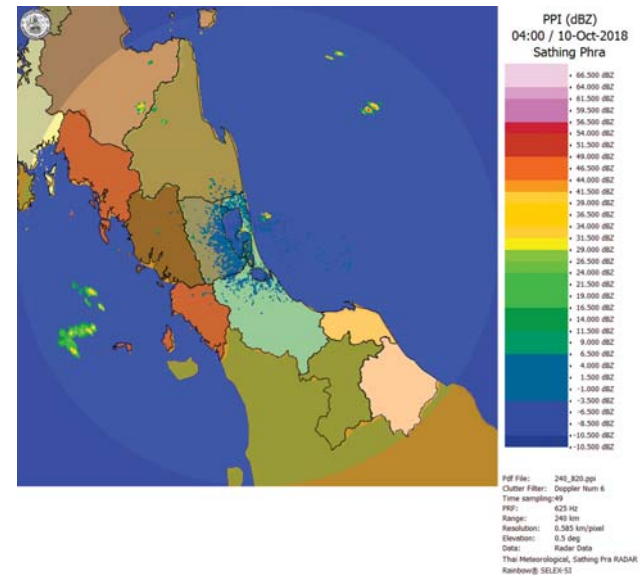 PPI (dBZ)
04:00 / 10-Oct-2018
Sathing Phra
66.500 dBZ
64.000 dBZ
61.500 dBZ
59.500 dBZ
56.500 dBZ
54.000 dBZ
51.500 dBZ
49.000 dBZ
46.500 dBZ
44.000 dBZ
41.500 dBZ
39.000 dBZ
36.500 dBZ
34.000 dBZ
31.500 dBZ
29.000 dBZ
26.500 dBZ
24.000 dBZ
21.500 dBZ
19.000 dBZ
16.500 dBZ
14.000 dBZ
11.500 dBZ
9.000 dBZ
6.500 dBZ
4.000 dBZ
1.500 dBZ
-1.000 dBZ
-3.500 dBZ
-6.500 dBZ
-8.500 dBZ
-10.500 dBZ
-10.500 dBZ
Pdf File: 240_820.ppi
Clutter Filter: Doppler Num 6
Time sampling:49
PRF: 625 Hz
Range: 240 km
Resolution: 0.585 km/pixel
Elevation: 0.5 deg
Data: Radar Data
Thai Meteorological, Sathing Pra RADAR
Rainbow® SELEX-SI